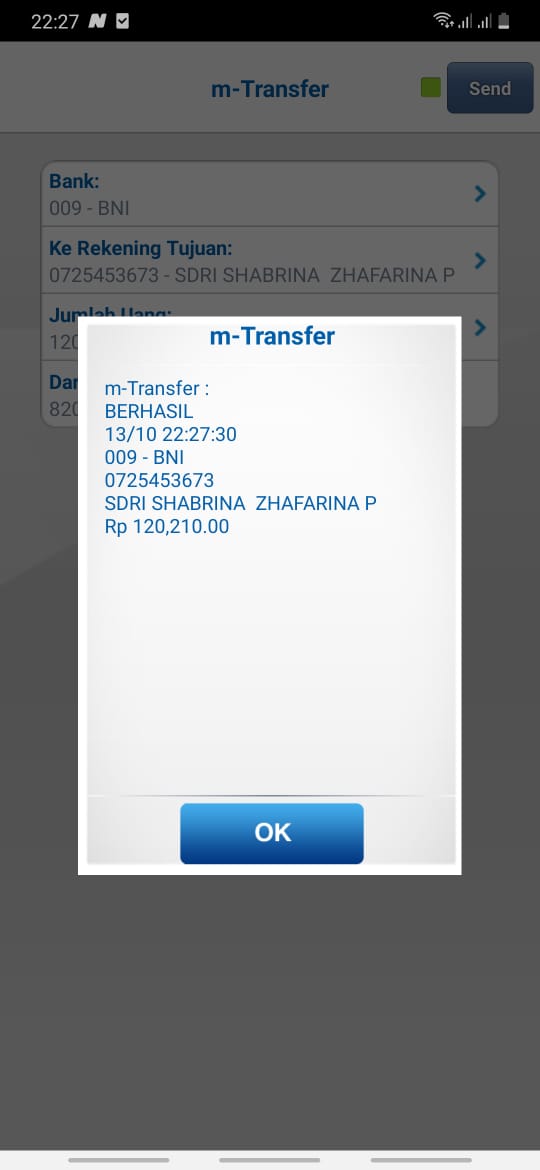 22:27
m-Transfer
Send
Bank:
009 - BNI
Ke Rekening Tujuan:
0725453673 - SDRI SHABRINA  ZHAFARINA P
Jumlah Uang:
120
Dar
820
m-Transfer
m-Transfer :
BERHASIL
13/10 22:27:30
009 - BNI
0725453673
SDRI SHABRINA  ZHAFARINA P
Rp 120,210.00
OK